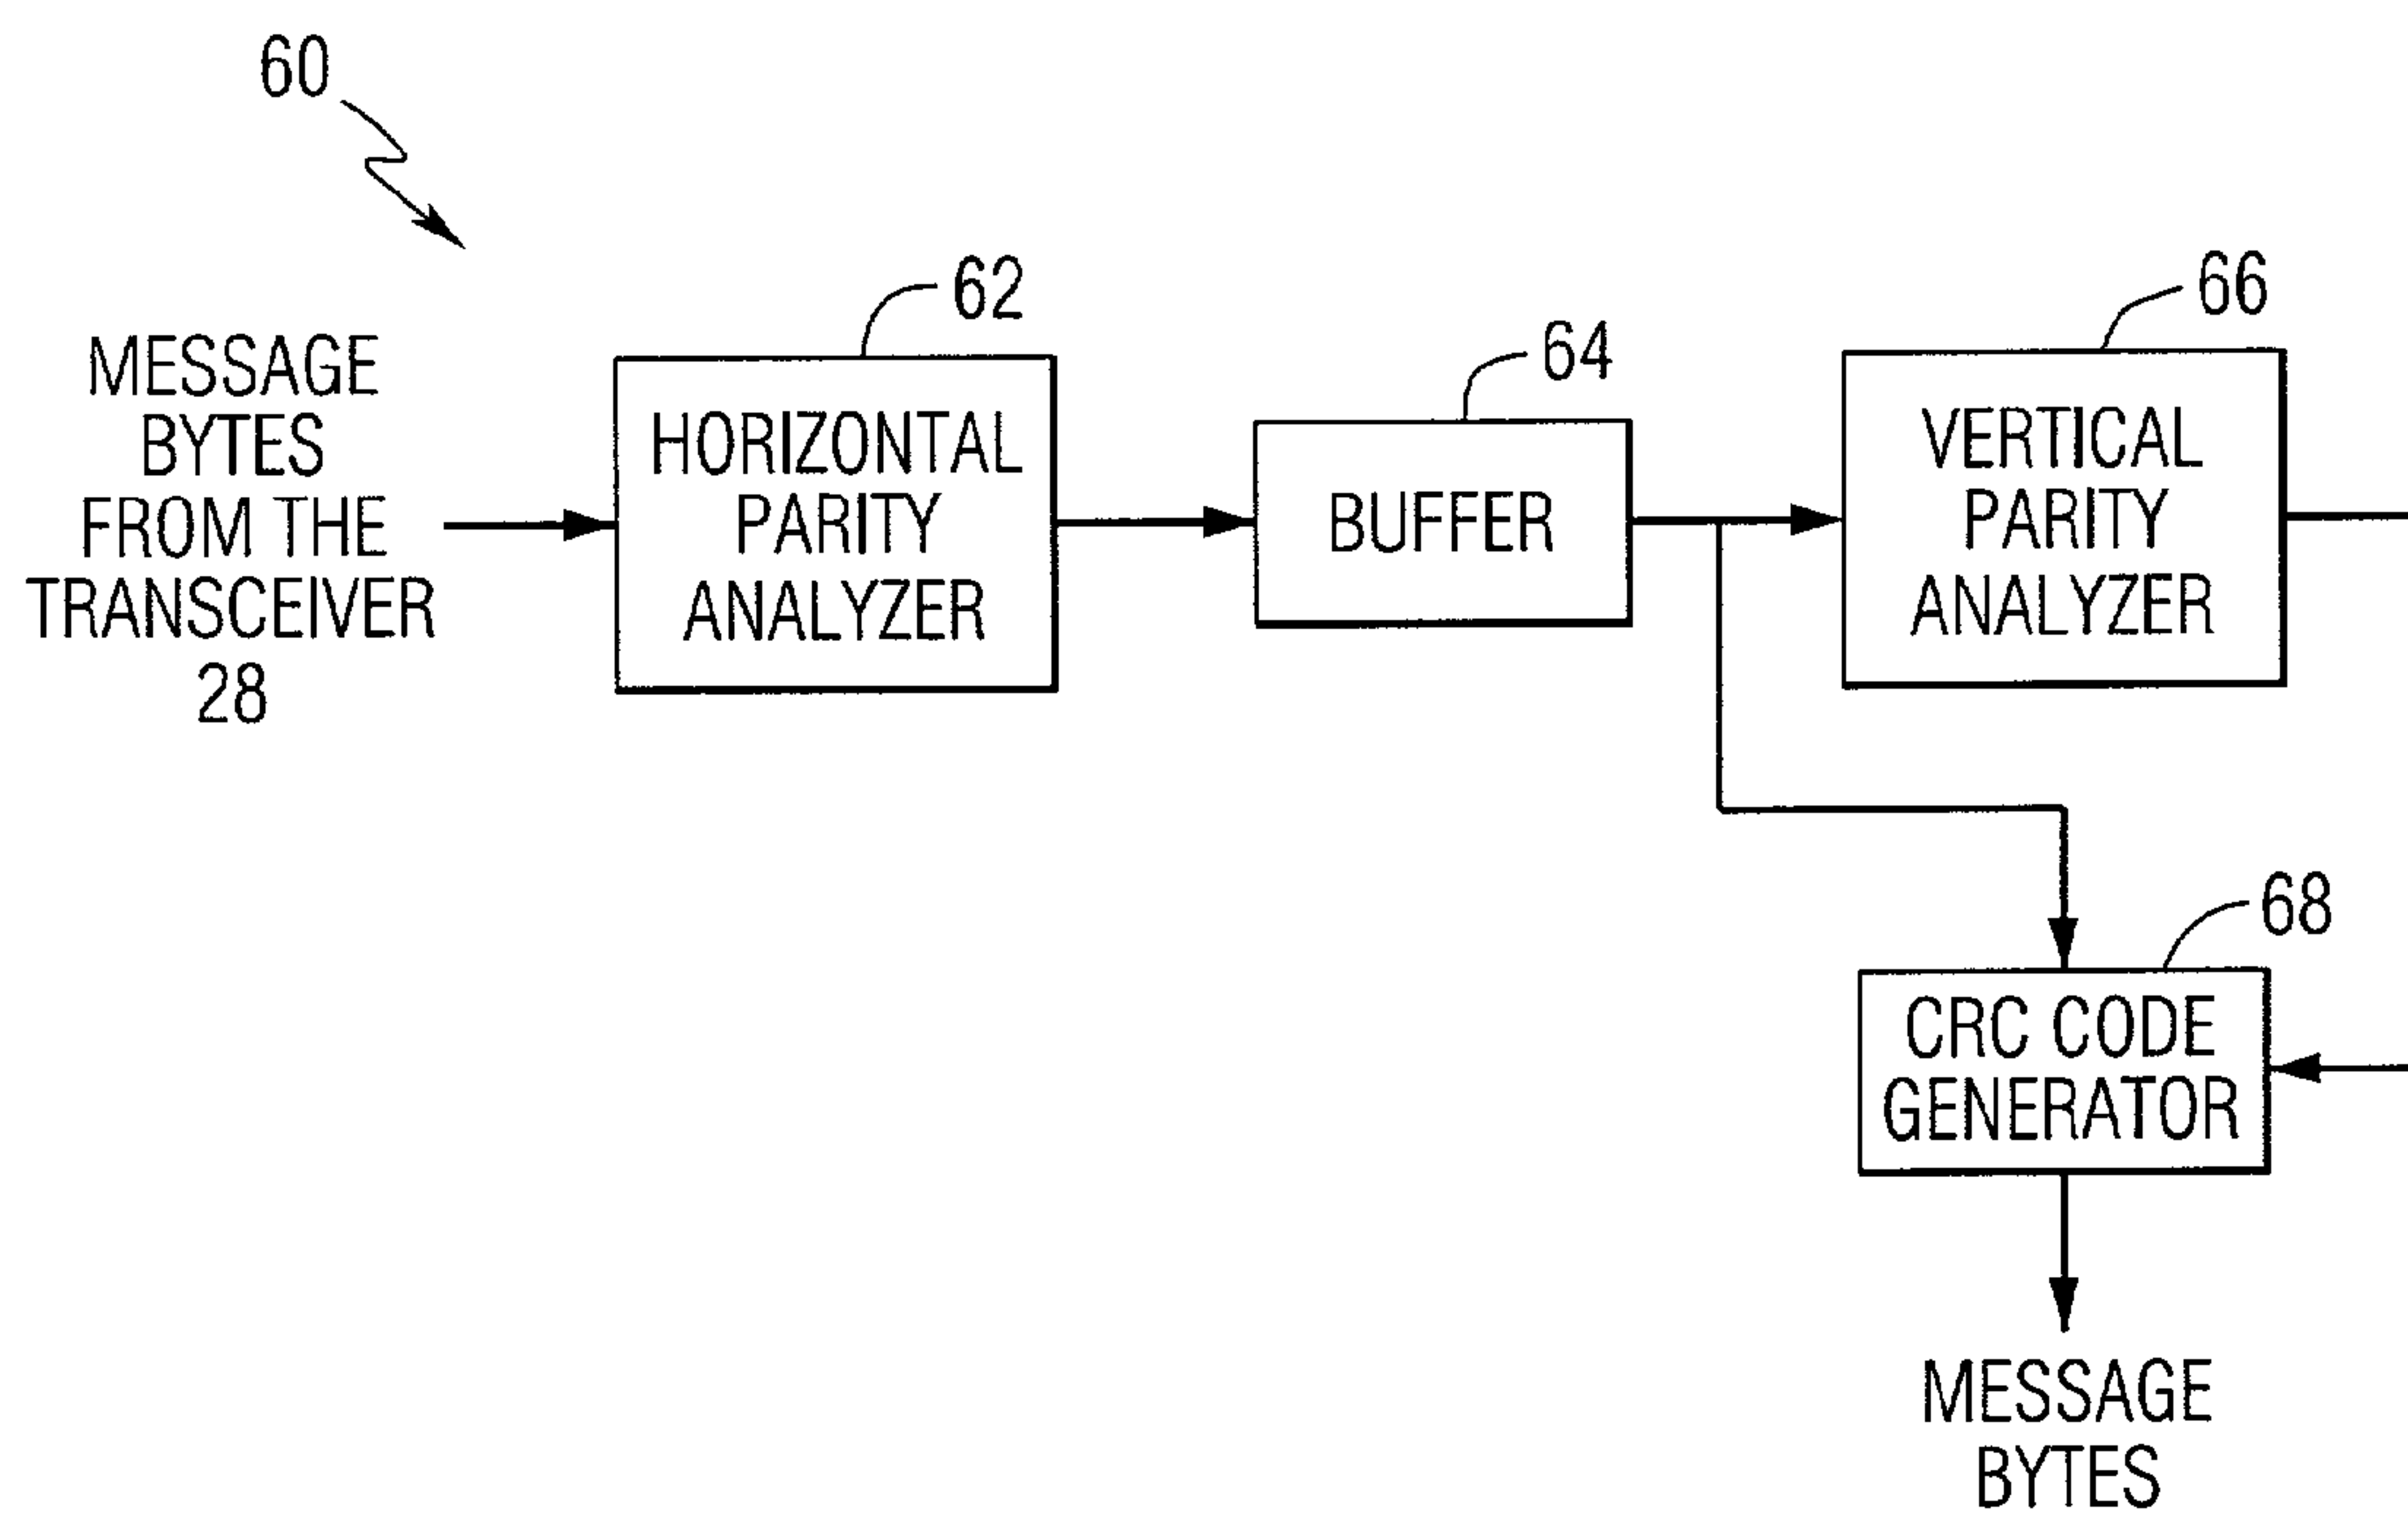 60
62
66
64
MESSAGE
BYTES
FROM THE
TRANSCEIVER
28
HORIZONTAL
PARITY
ANALYZER
BUFFER
VERTICAL
PARITY
ANALYZER
68
CRC CODE
GENERATOR
MESSAGE
BYTES